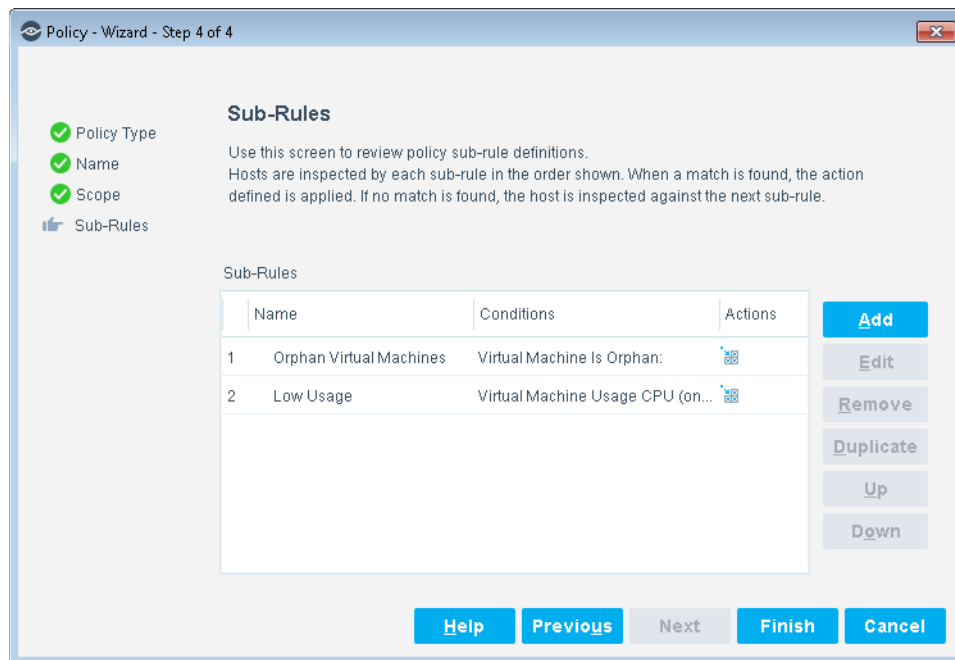 Policy - Wizard - Step 4 of 4
Policy Type
Name
Scope
Sub-Rules
Sub-Rules
Use this screen to review policy sub-rule definitions.
Hosts are inspected by each sub-rule in the order shown. When a match is found, the action
defined is applied. If no match is found, the host is inspected against the next sub-rule.
Sub-Rules
Name Conditions Actions
1 Orphan Virtual Machines Virtual Machine Is Orphan:
2 Low Usage Virtual Machine Usage CPU (on...
Add
Edit
Remove
Duplicate
Up
Down
Help Previous Next Finish Cancel